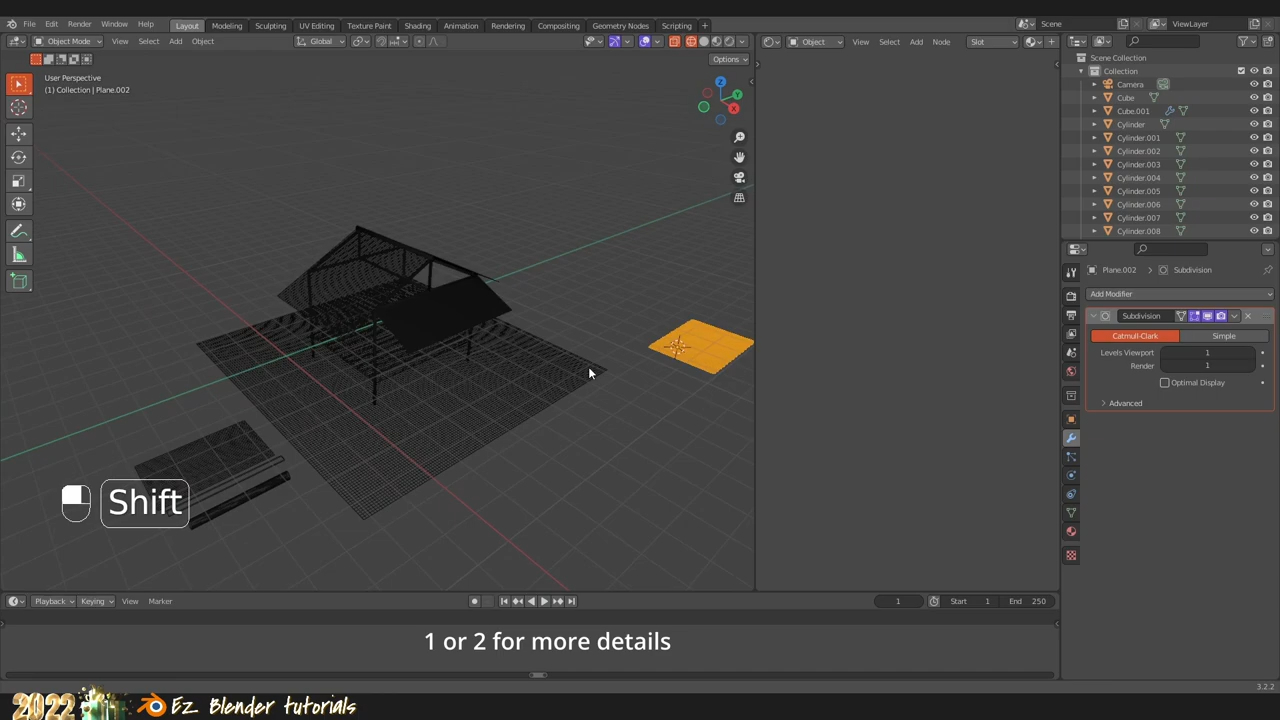 File Edit Render Window Help Layout Modeling Sculpting UV Editing Texture Paint Shading Animation Rendering Compositing Geometry Nodes Scripting + Scene ViewLayer
Object Mode View Select Add Object Global Object View Select Add Node Slot
Options
User Perspective
(1) Collection | Plane.002
Scene Collection
Collection
Camera
Cube
Cube.001
Cylinder
Cylinder.001
Cylinder.002
Cylinder.003
Cylinder.004
Cylinder.005
Cylinder.006
Cylinder.007
Cylinder.008
Z
Y
X
Plane.002 > Subdivision
Add Modifier
Subdivision
Catmull-Clark Simple
Levels Viewport 1
Render 1
Optimal Display
Advanced
Shift
Playback Keying View Marker 1 Start 1 End 250
1 or 2 for more details
3.2.2
2022 Ez Blender tutorials